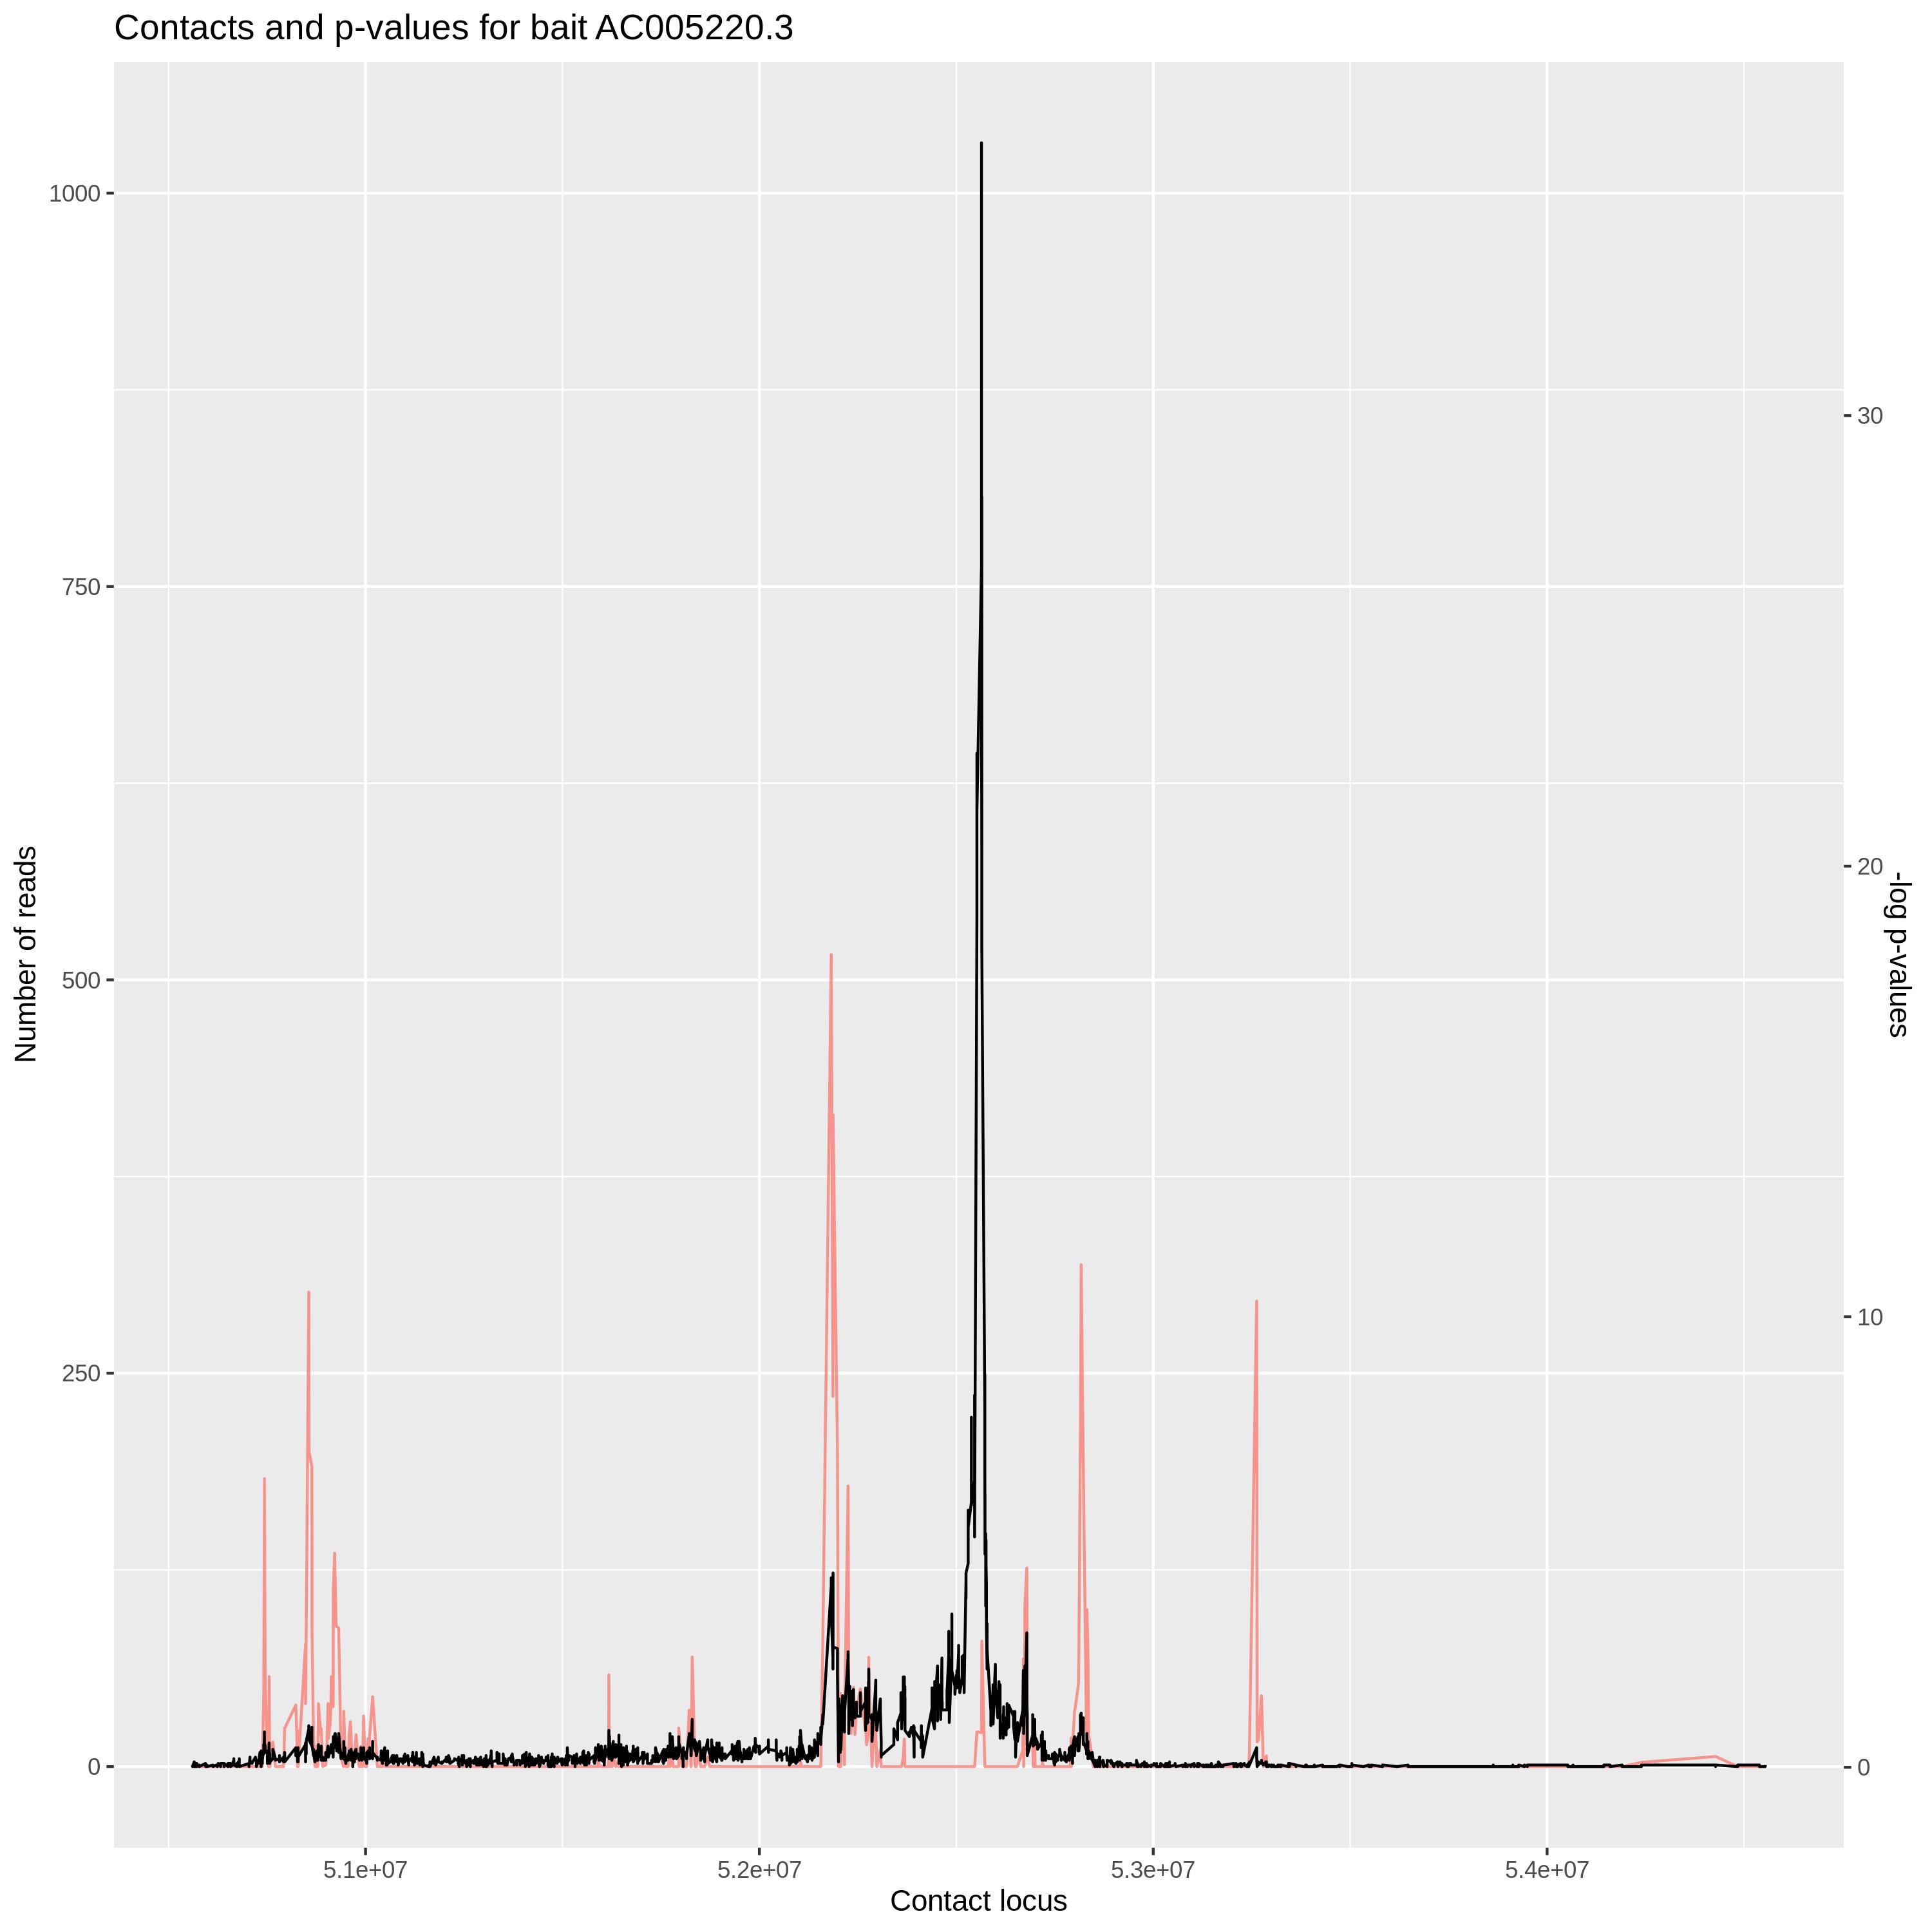 Contacts and p-values for bait AC005220.3
1000
750
500
250
0
Number of reads
30
20
10
0
-log p-values
5.1e+07
5.2e+07
5.3e+07
5.4e+07
Contact locus